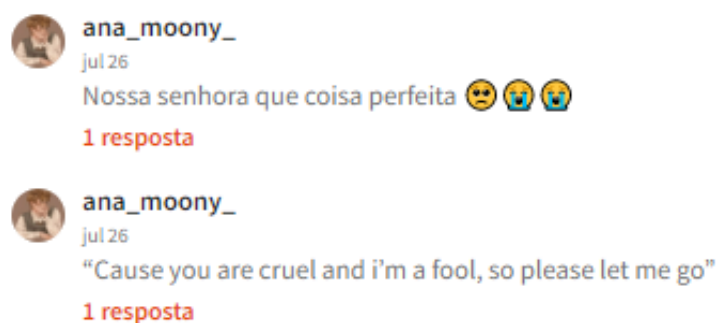 ana_moony_
jul 26
Nossa senhora que coisa perfeita 🥺😭😭
1 resposta
ana_moony_
jul 26
“Cause you are cruel and i’m a fool, so please let me go”
1 resposta